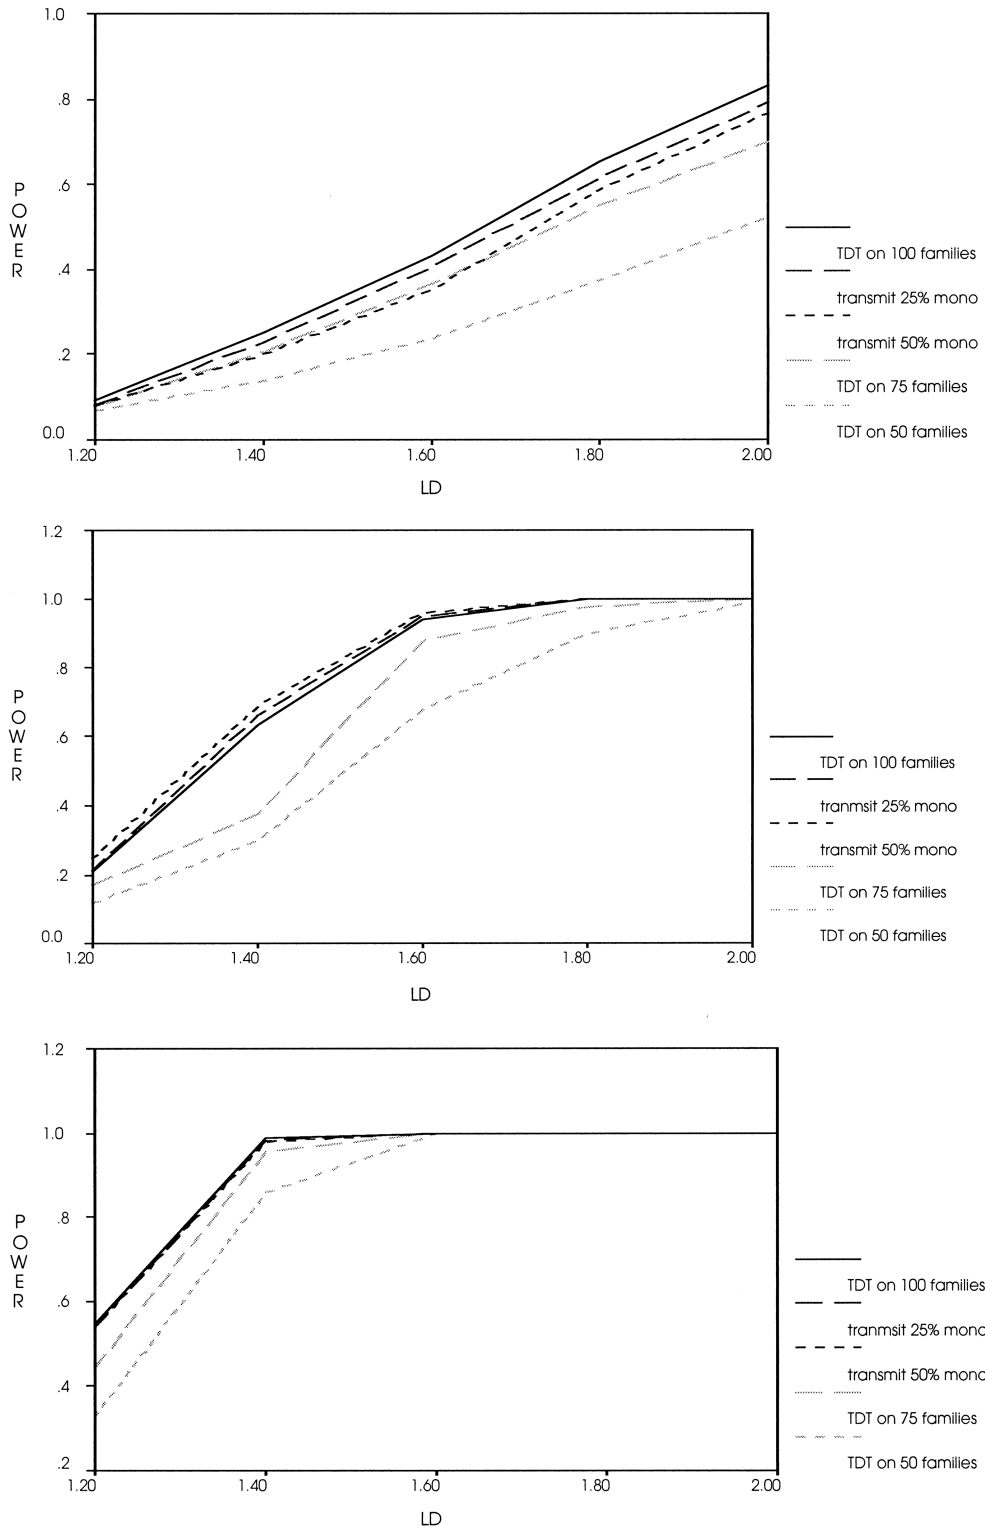 1.0
.8
.6
.4
.2
0.0
POWER
1.20 1.40 1.60 1.80 2.00
LD
TDT on 100 families
transmit 25% mono
transmit 50% mono
TDT on 75 families
TDT on 50 families
1.2
1.0
.8
.6
.4
.2
0.0
POWER
1.20 1.40 1.60 1.80 2.00
LD
TDT on 100 families
tranmsit 25% mono
transmit 50% mono
TDT on 75 families
TDT on 50 families
1.2
1.0
.8
.6
.4
.2
POWER
1.20 1.40 1.60 1.80 2.00
LD
TDT on 100 families
tranmsit 25% mono
transmit 50% mono
TDT on 75 families
TDT on 50 families